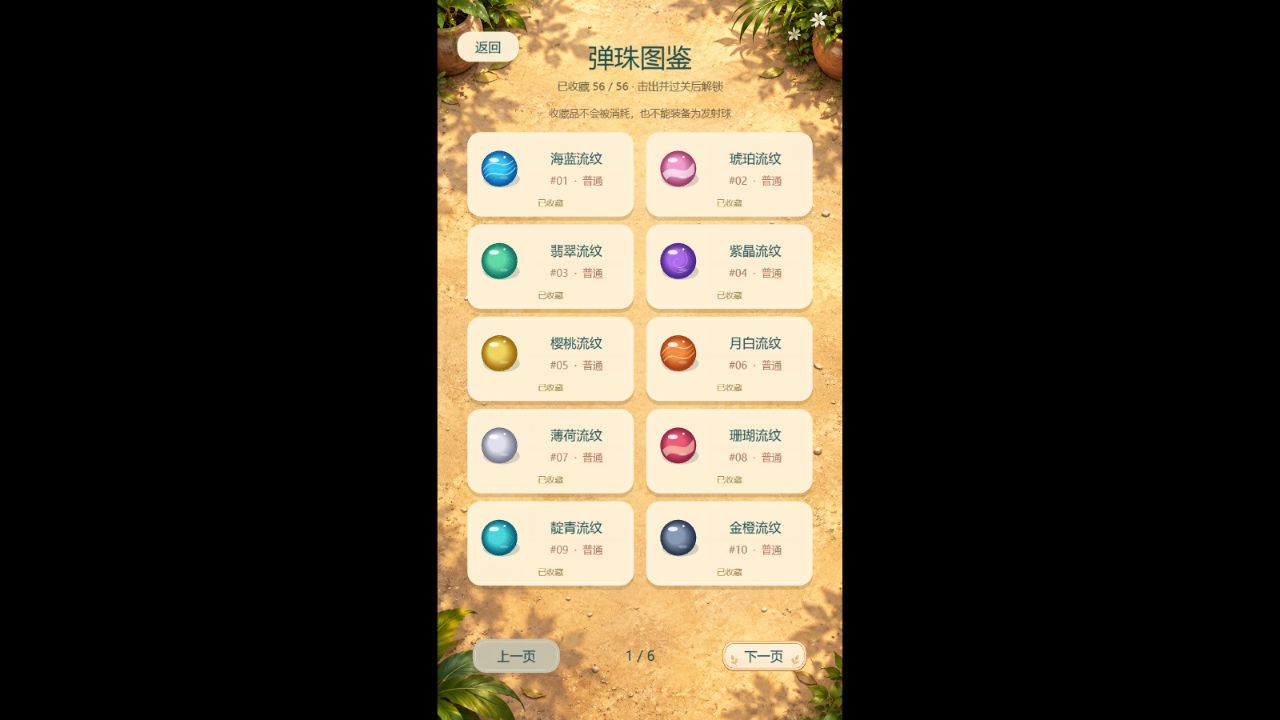 返回
弹珠图鉴
已收藏 56 / 56 · 击出并过关后解锁
收藏品不会被消耗，也不能装备为发射球
海蓝流纹
#01 · 普通
已收藏
琥珀流纹
#02 · 普通
已收藏
翡翠流纹
#03 · 普通
已收藏
紫晶流纹
#04 · 普通
已收藏
樱桃流纹
#05 · 普通
已收藏
月白流纹
#06 · 普通
已收藏
薄荷流纹
#07 · 普通
已收藏
珊瑚流纹
#08 · 普通
已收藏
靛青流纹
#09 · 普通
已收藏
金橙流纹
#10 · 普通
已收藏
上一页
1 / 6
下一页